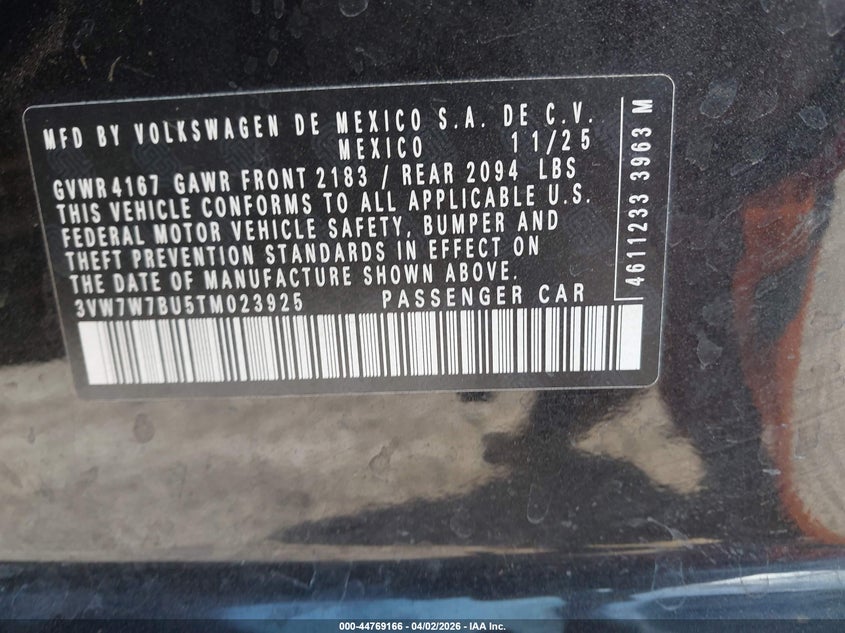 MFD BY VOLKSWAGEN DE MEXICO S.A. DE C.V.
MEXICO 11/25
GVWR 4167 GAWR FRONT 2183 / REAR 2094 LBS
THIS VEHICLE CONFORMS TO ALL APPLICABLE U.S.
FEDERAL MOTOR VEHICLE SAFETY, BUMPER AND
THEFT PREVENTION STANDARDS IN EFFECT ON
THE DATE OF MANUFACTURE SHOWN ABOVE.
3VW7W7BU5TM023925 PASSENGER CAR
4611233 3963 M
000-44769166 - 04/02/2026 - IAA Inc.